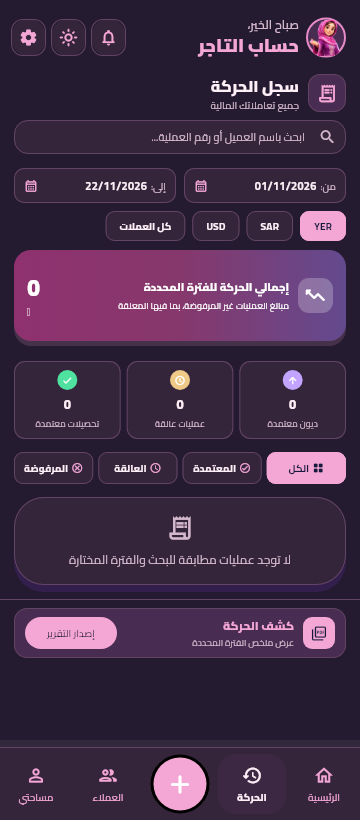 صباح الخير،
حساب التاجر
سجل الحركة
جميع تعاملاتك المالية
ابحث باسم العميل أو رقم العملية...
من: 01/11/2026
إلى: 22/11/2026
YER
SAR
USD
كل العملات
إجمالي الحركة للفترة المحددة
مبالغ العمليات غير المرفوضة، بما فيها المعلقة
0
0
ديون معتمدة
0
عمليات عالقة
0
تحصيلات معتمدة
الكل
المعتمدة
العالقة
المرفوضة
لا توجد عمليات مطابقة للبحث والفترة المختارة
كشف الحركة
عرض ملخص الفترة المحددة
إصدار التقرير
الرئيسية
الحركة
العملاء
مساحتي